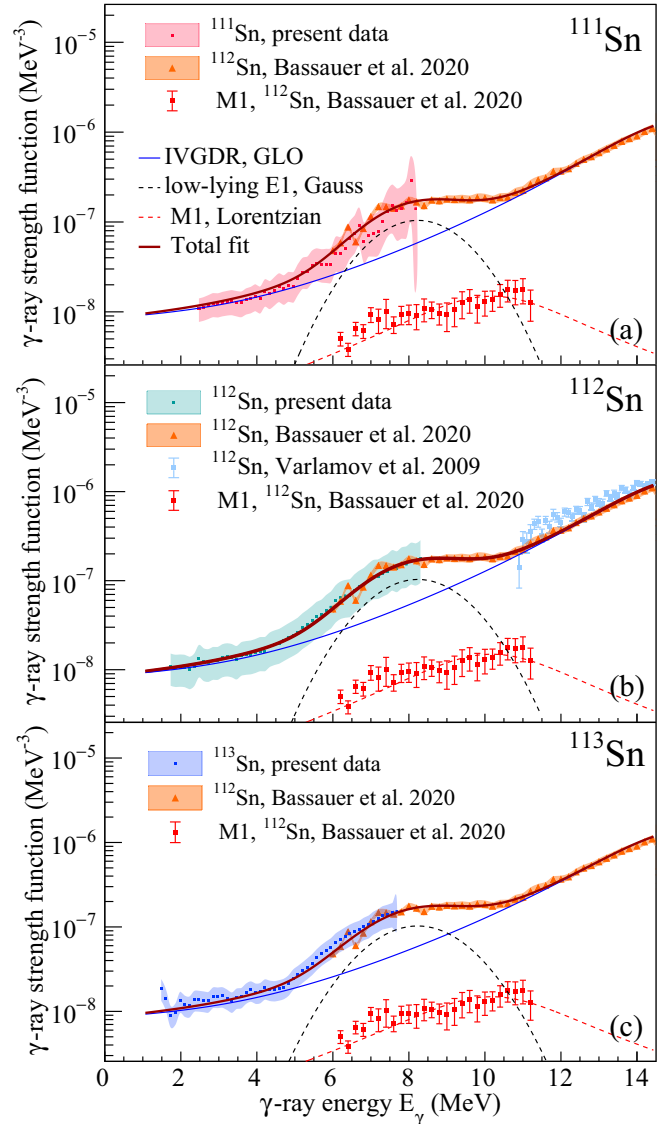 γ-ray strength function (MeV⁻³)
10⁻⁵
10⁻⁶
10⁻⁷
10⁻⁸
¹¹¹Sn, present data
¹¹²Sn, Bassauer et al. 2020
M1, ¹¹²Sn, Bassauer et al. 2020
IVGDR, GLO
low-lying E1, Gauss
M1, Lorentzian
Total fit
¹¹¹Sn
(a)
γ-ray strength function (MeV⁻³)
10⁻⁵
10⁻⁶
10⁻⁷
10⁻⁸
¹¹²Sn, present data
¹¹²Sn, Bassauer et al. 2020
¹¹²Sn, Varlamov et al. 2009
M1, ¹¹²Sn, Bassauer et al. 2020
¹¹²Sn
(b)
γ-ray strength function (MeV⁻³)
10⁻⁵
10⁻⁶
10⁻⁷
10⁻⁸
¹¹³Sn, present data
¹¹²Sn, Bassauer et al. 2020
M1, ¹¹²Sn, Bassauer et al. 2020
¹¹³Sn
(c)
0 2 4 6 8 10 12 14
γ-ray energy E_γ (MeV)